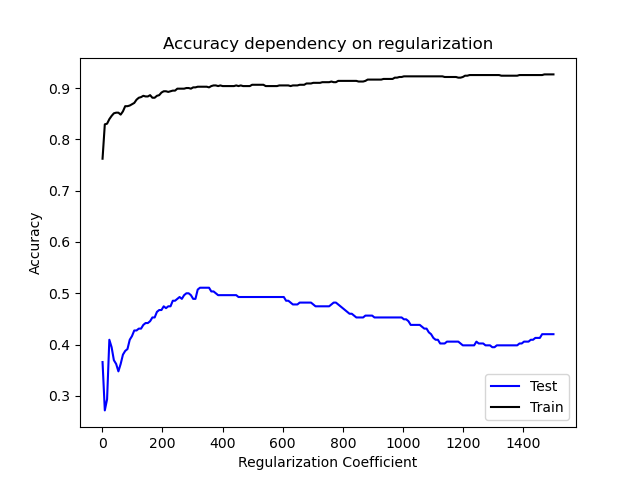 Accuracy dependency on regularization
Accuracy
0.9
0.8
0.7
0.6
0.5
0.4
0.3
0 200 400 600 800 1000 1200 1400
Regularization Coefficient
Test
Train